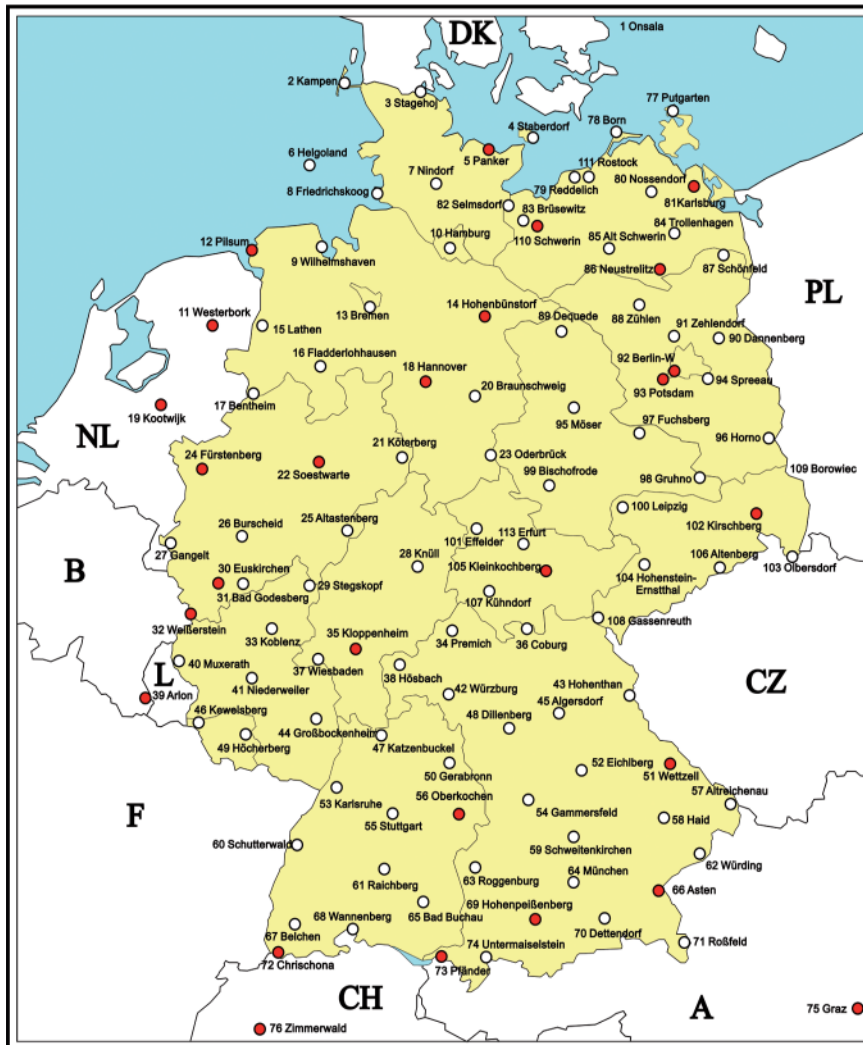 DK
1 Onsala
2 Kampen
3 Stagehoj
77 Putgarten
78 Born
4 Staberdorf
5 Panker
6 Helgoland
111 Rostock
7 Nindorf
79 Reddelich
80 Nossendorf
8 Friedrichskoog
82 Selmsdorf
81Karlsburg
83 Brüsewitz
84 Trollenhagen
110 Schwerin
85 Alt Schwerin
10 Hamburg
12 Pilsum
9 Wilhelmshaven
86 Neustrelitz
87 Schönfeld
PL
11 Westerbork
13 Bremen
14 Hohenbünstorf
88 Zühlen
15 Lathen
89 Dequede
91 Zehlendorf
90 Dannenberg
16 Fladderlohhausen
92 Berlin-W
18 Hannover
93 Potsdam
94 Spreeau
20 Braunschweig
17 Bentheim
19 Kootwijk
95 Möser
97 Fuchsberg
NL
96 Horno
24 Fürstenberg
21 Köterberg
23 Oderbrück
22 Soestwarte
99 Bischofrode
98 Gruhno
109 Borowiec
100 Leipzig
26 Burscheid
25 Altastenberg
102 Kirschberg
101 Effelder
113 Erfurt
27 Gangelt
28 Knüll
105 Kleinkochberg
106 Altenberg
103 Olbersdorf
B
30 Euskirchen
104 Hohenstein-
Ernstthal
29 Stegskopf
31 Bad Godesberg
107 Kühndorf
32 Weißerstein
108 Gassenreuth
33 Koblenz
35 Kloppenheim
34 Premich
36 Coburg
40 Muxerath
L
37 Wiesbaden
38 Hösbach
CZ
41 Niederweiler
39 Arlon
42 Würzburg
43 Hohenthan
45 Algersdorf
46 Kewelsberg
48 Dillenberg
44 Großbockenheim
49 Höcherberg
47 Katzenbuckel
50 Gerabronn
52 Eichlberg
51 Wettzell
53 Karlsruhe
56 Oberkochen
57 Altreichenau
F
54 Gammersfeld
58 Haid
55 Stuttgart
60 Schutterwald
59 Schweitenkirchen
62 Würding
61 Raichberg
63 Roggenburg
64 München
66 Asten
65 Bad Buchau
69 Hohenpeißenberg
68 Wannenberg
67 Belchen
70 Dettendorf
71 Roßfeld
74 Untermaiselstein
72 Chrischona
73 Pfänder
CH
A
75 Graz
76 Zimmerwald